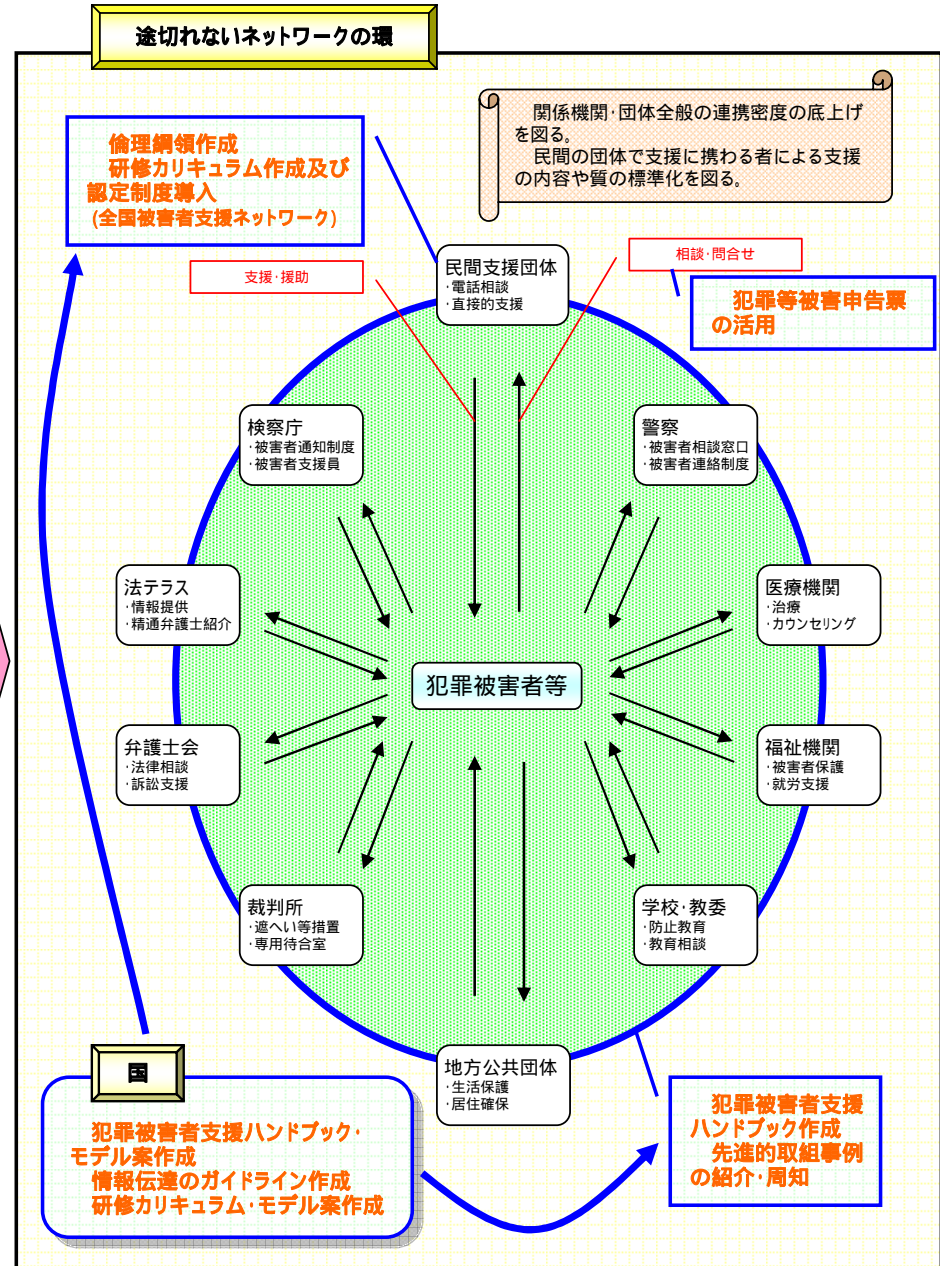 途切れないネットワークの環
関係機関・団体全般の連携密度の底上げ
を図る。
民間の団体で支援に携わる者による支援
の内容や質の標準化を図る。
倫理綱領作成
研修カリキュラム作成及び
認定制度導入
(全国被害者支援ネットワーク)
支援・援助
相談・問合せ
犯罪等被害申告票
の活用
民間支援団体
・電話相談
・直接的支援
検察庁
・被害者通知制度
・被害者支援員
警察
・被害者相談窓口
・被害者連絡制度
法テラス
・情報提供
・精通弁護士紹介
医療機関
・治療
・カウンセリング
犯罪被害者等
弁護士会
・法律相談
・訴訟支援
福祉機関
・被害者保護
・就労支援
裁判所
・遮へい等措置
・専用待合室
学校・教委
・防止教育
・教育相談
地方公共団体
・生活保護
・居住確保
国
犯罪被害者支援ハンドブック・
モデル案作成
情報伝達のガイドライン作成
研修カリキュラム・モデル案作成
犯罪被害者支援
ハンドブック作成
先進的取組事例
の紹介・周知